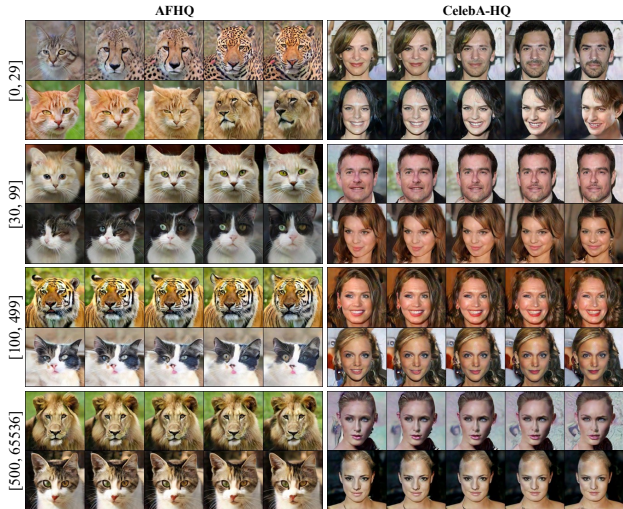 AFHQ
CelebA-HQ
[0, 29]
[30, 99]
[100, 499]
[500, 65536]